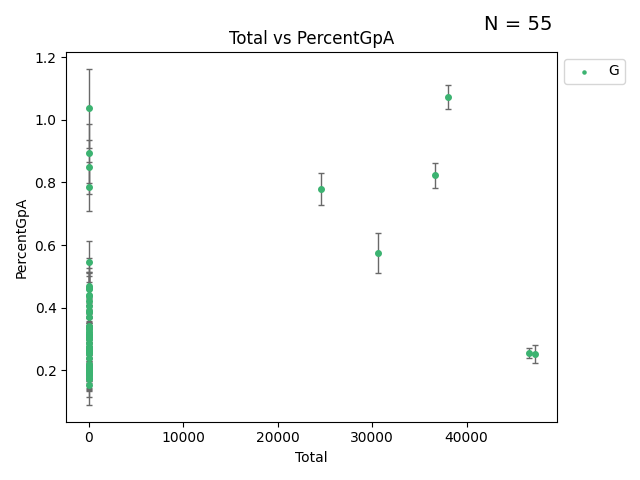 N = 55
Total vs PercentGpA
G
PercentGpA
1.2
1.0
0.8
0.6
0.4
0.2
0 10000 20000 30000 40000
Total